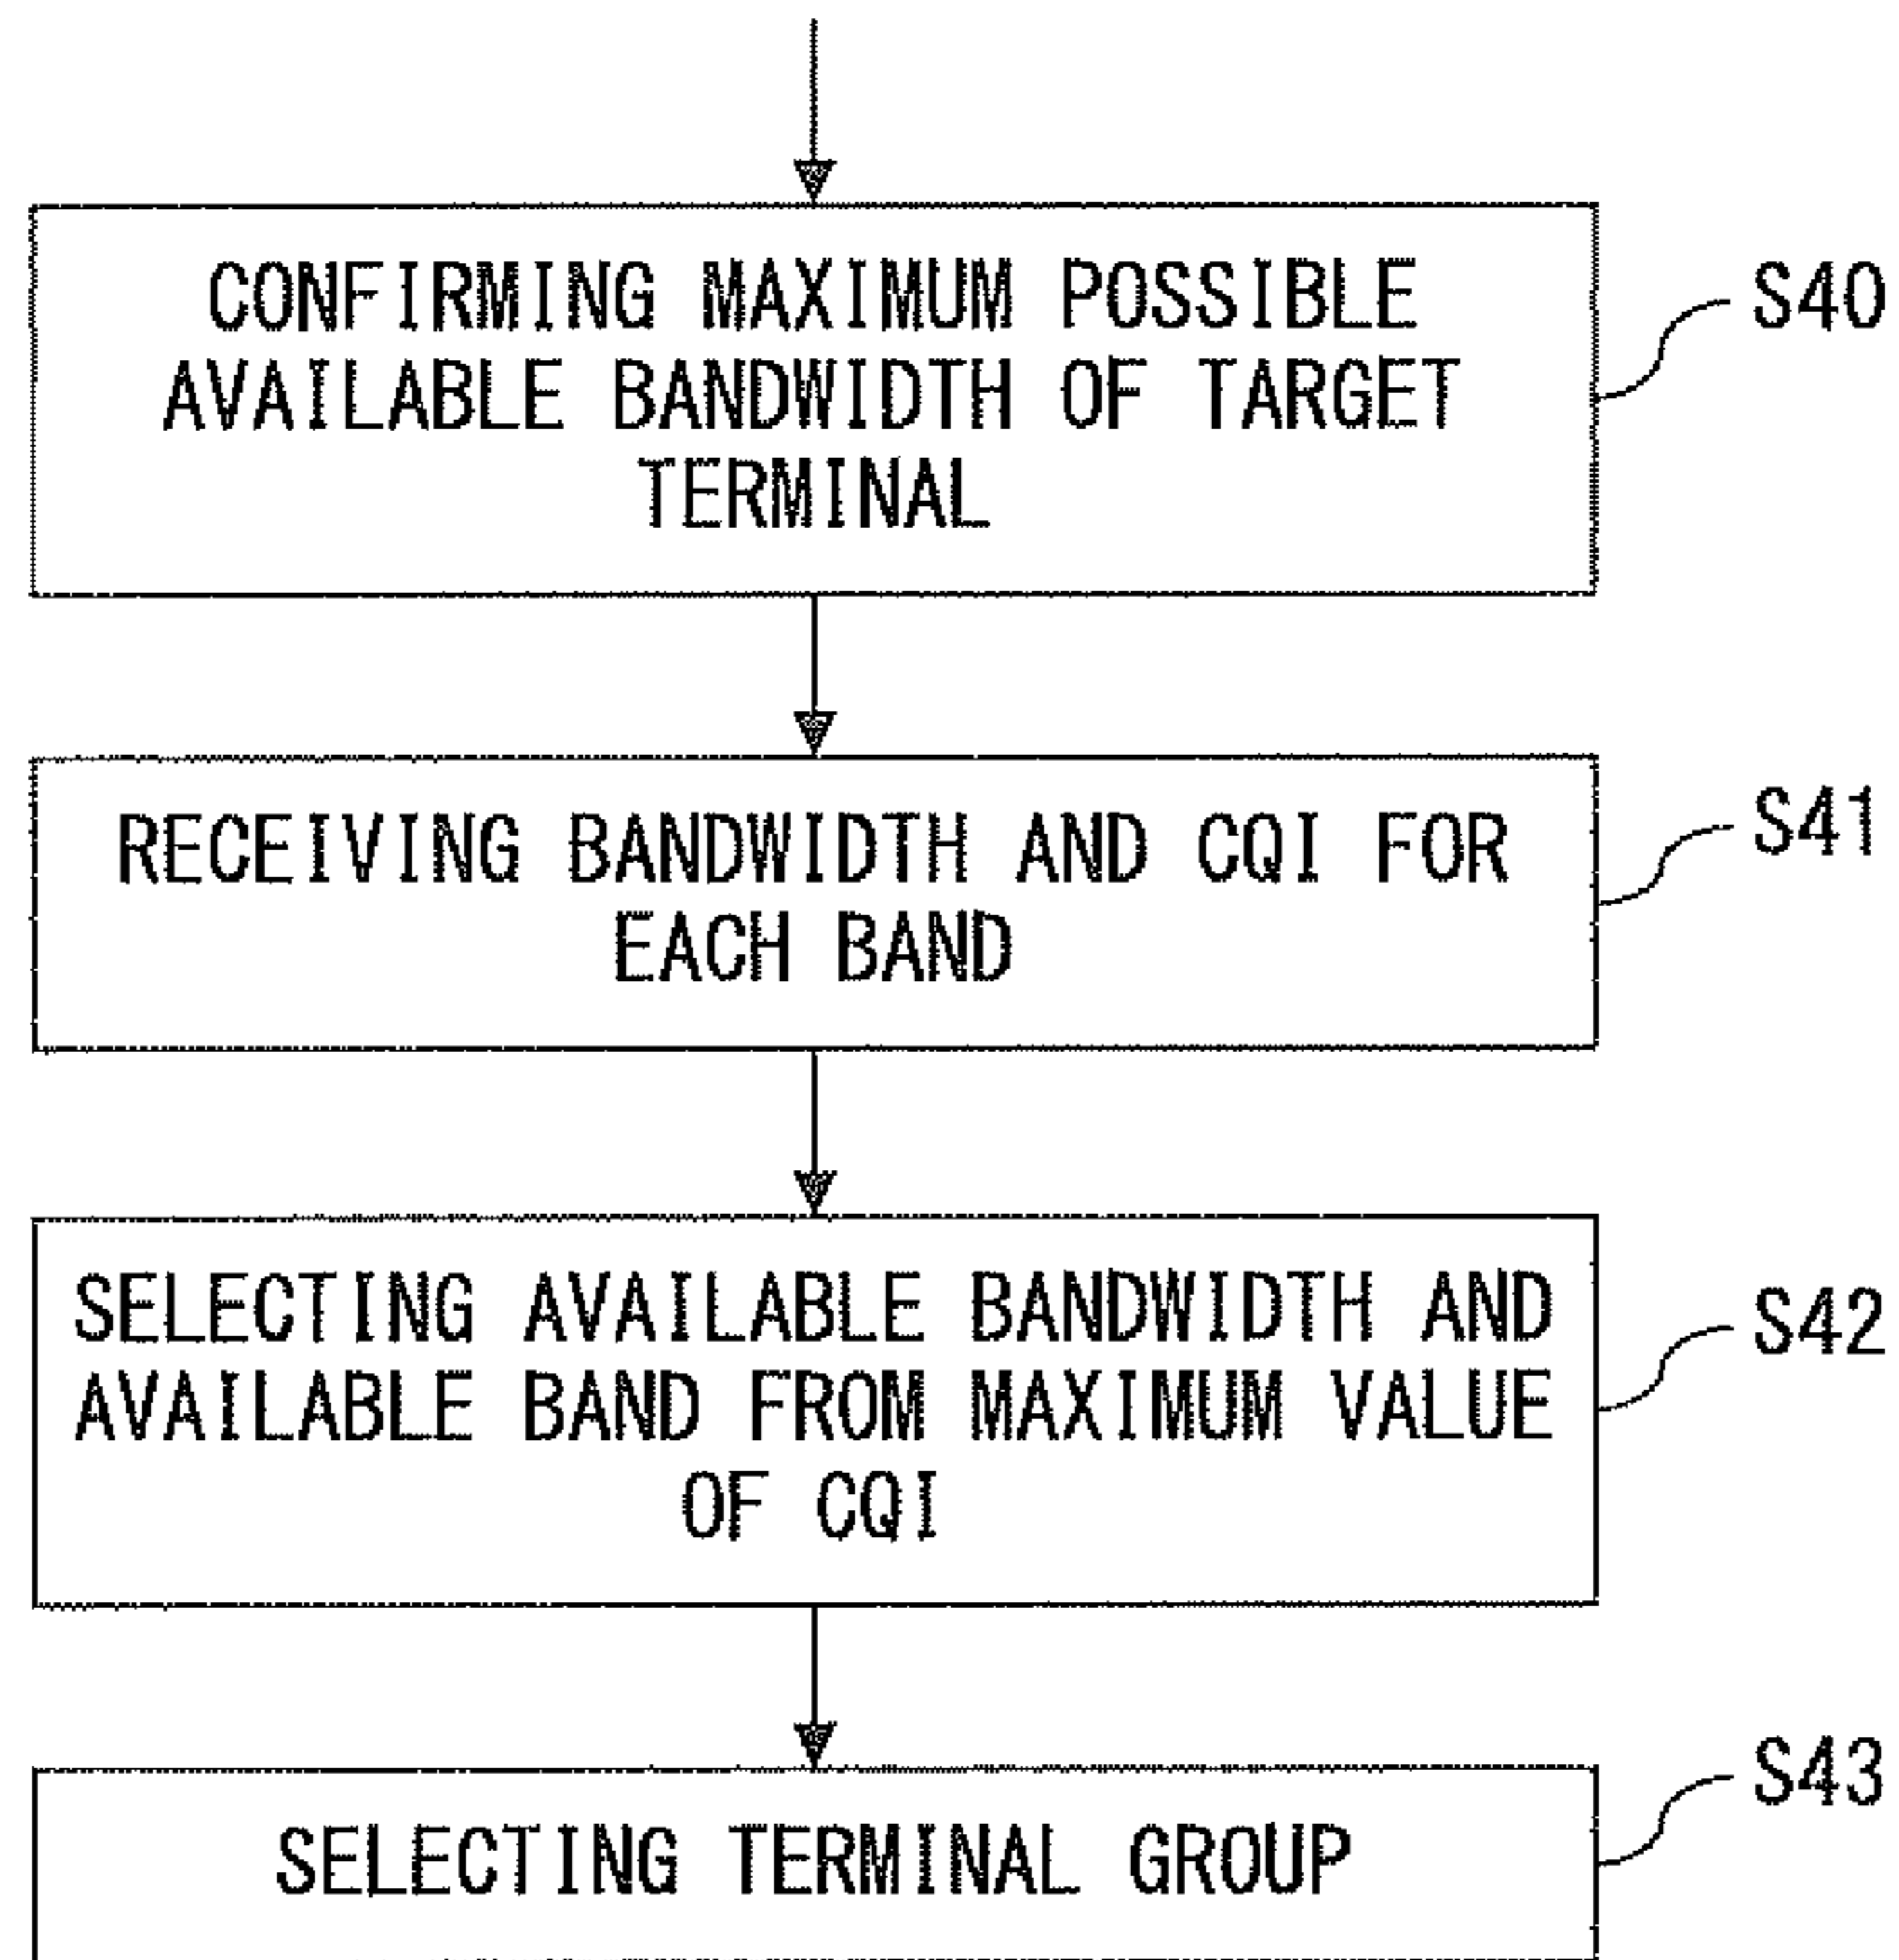 CONFIRMING MAXIMUM POSSIBLE
AVAILABLE BANDWIDTH OF TARGET
TERMINAL
S40
RECEIVING BANDWIDTH AND CQI FOR
EACH BAND
S41
SELECTING AVAILABLE BANDWIDTH AND
AVAILABLE BAND FROM MAXIMUM VALUE
OF CQI
S42
SELECTING TERMINAL GROUP
S43